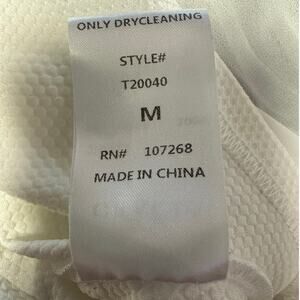 ONLY DRYCLEANING
STYLE#
T20040
M
RN# 107268
MADE IN CHINA